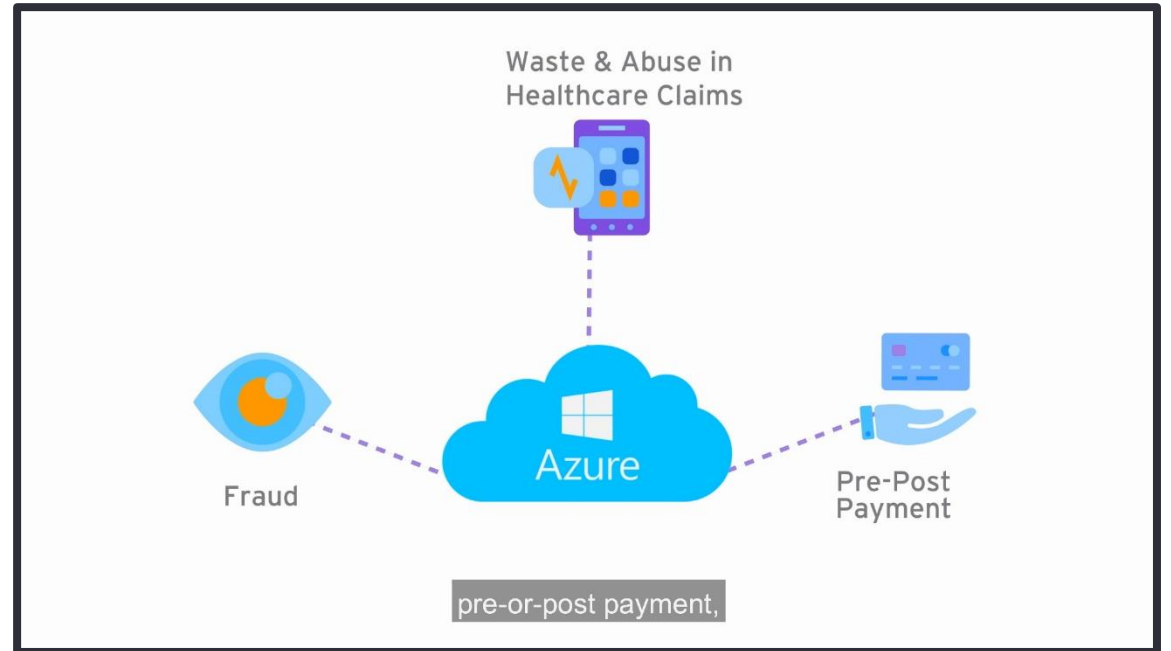 Waste & Abuse in
Healthcare Claims
Azure
Fraud
Pre-Post
Payment
pre-or-post payment,